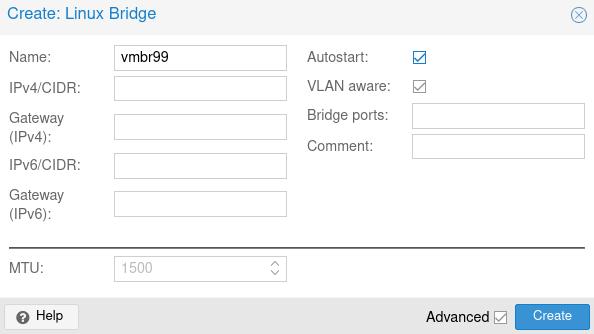 Create: Linux Bridge
Name: vmbr99
IPv4/CIDR:
Gateway
(IPv4):
IPv6/CIDR:
Gateway
(IPv6):
Autostart:
VLAN aware:
Bridge ports:
Comment:
MTU: 1500
Help
Advanced
Create